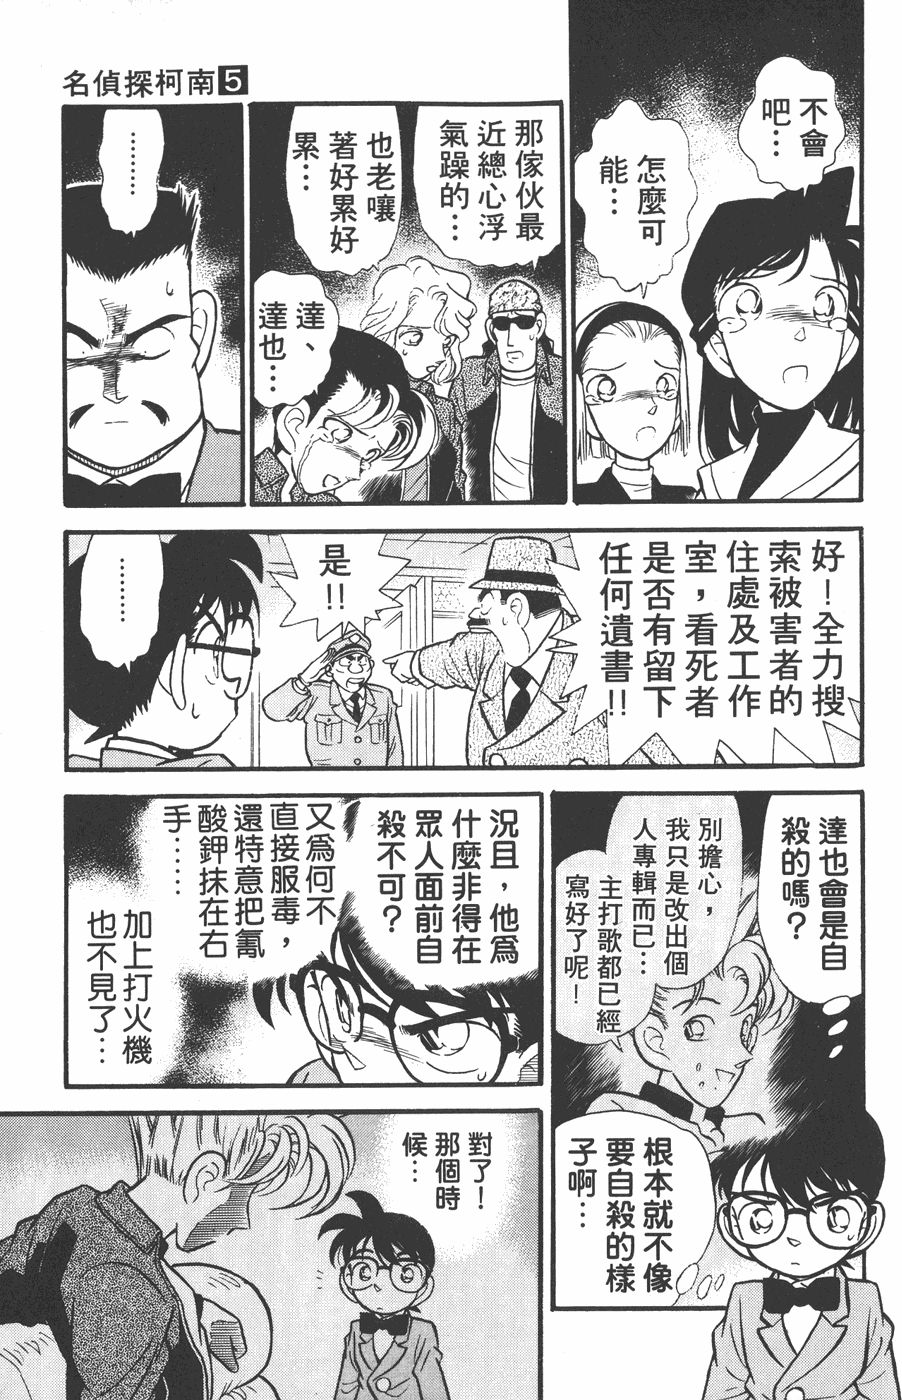 名偵探柯南5
不會
吧…
怎麼可
能…
那傢伙最
近總心浮
氣躁的…
也老嚷
著好累好
累…
達、
達也…
………
好！全力搜
索被害者的
住處及工作
室，看死者
是否有留下
任何遺書!!
是!!
………
達也會是自
殺的嗎？
別擔心，
我只是改出個
人專輯而已…
主打歌都已經
寫好了呢！
根本就不像
要自殺的樣
子啊…
況且，他為
什麼非得在
眾人面前自
殺不可？
又為何不
直接服毒，
還特意把氰
酸鉀抹在右
手……
加上打火機
也不見了…
對了！
那個時
候…